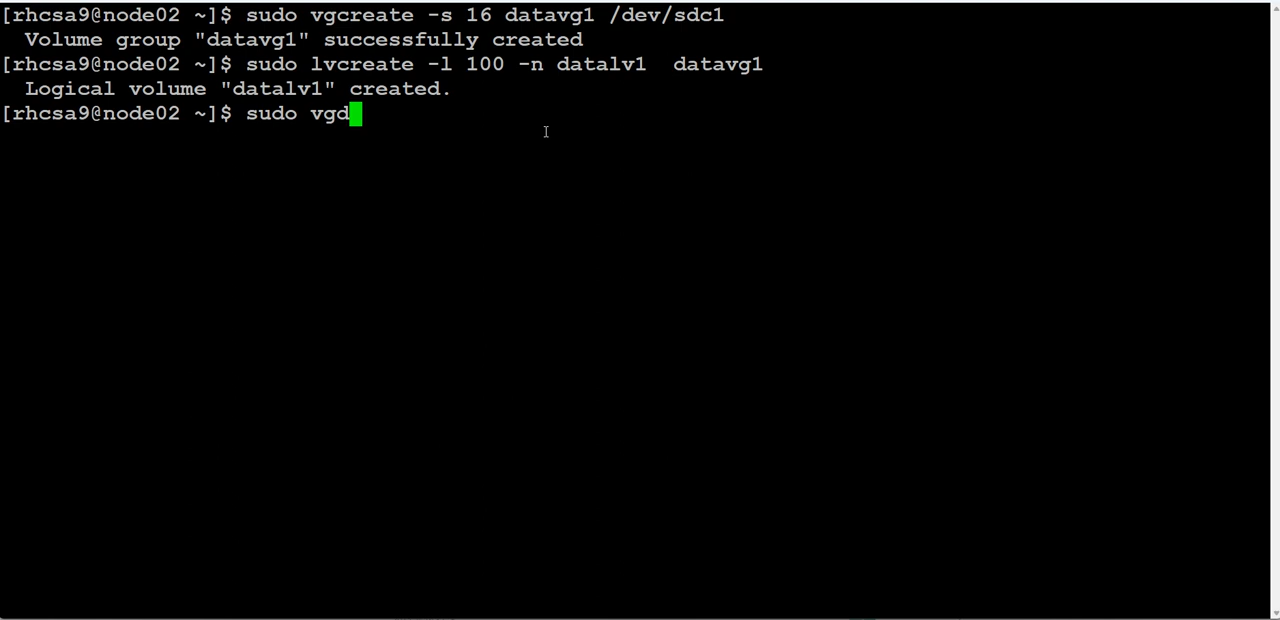 [rhcsa9@node02 ~]$ sudo vgcreate -s 16 datavg1 /dev/sdc1
  Volume group "datavg1" successfully created
[rhcsa9@node02 ~]$ sudo lvcreate -l 100 -n datalv1  datavg1
  Logical volume "datalv1" created.
[rhcsa9@node02 ~]$ sudo vgd